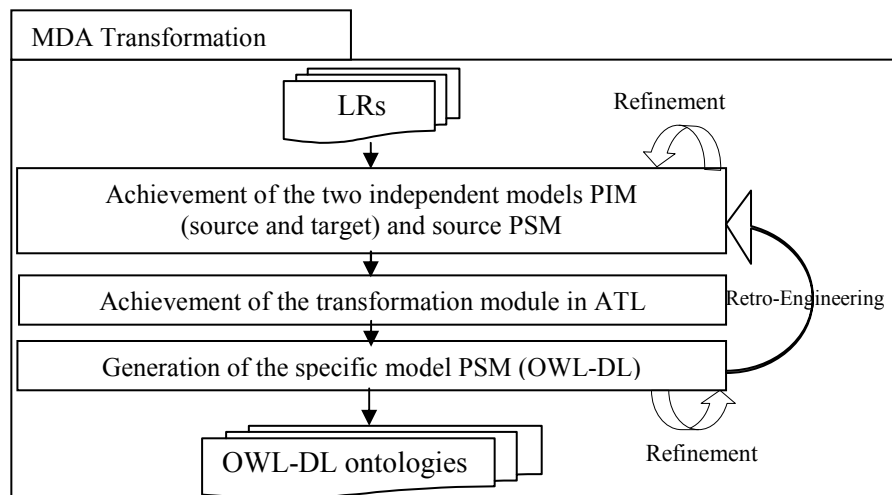 MDA Transformation
LRs
Refinement
Achievement of the two independent models PIM
(source and target) and source PSM
Achievement of the transformation module in ATL
Retro-Engineering
Generation of the specific model PSM (OWL-DL)
Refinement
OWL-DL ontologies